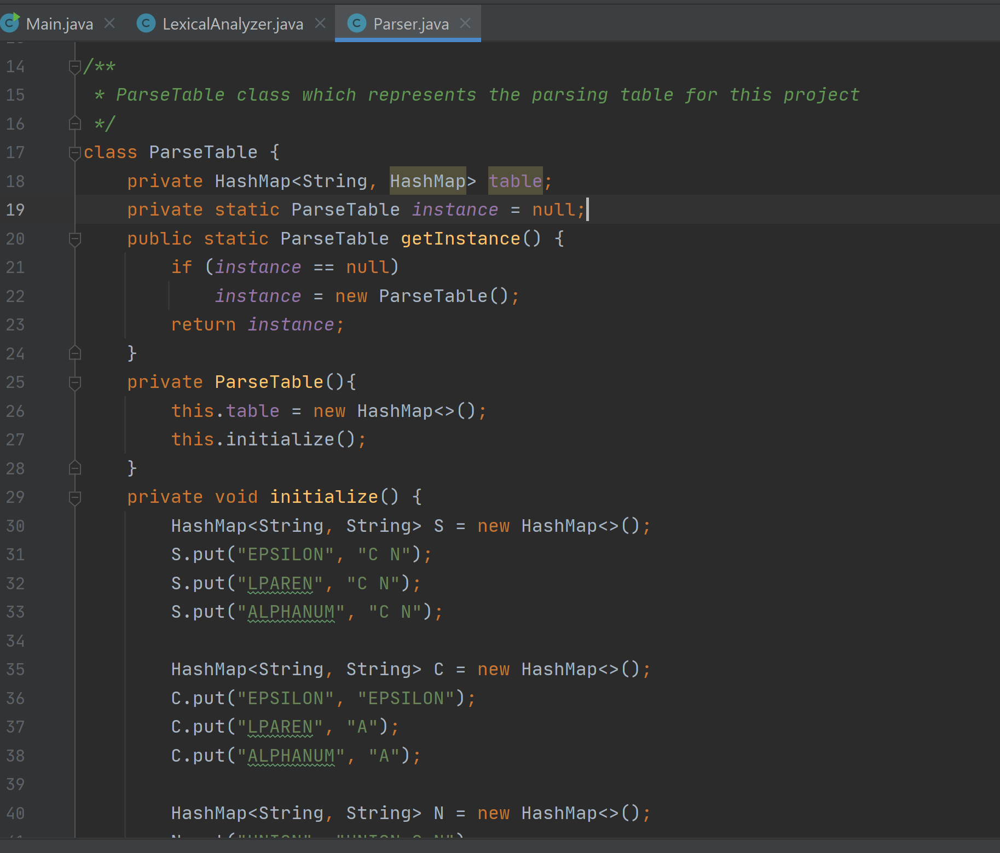 Main.java LexicalAnalyzer.java Parser.java
14 /**
15 * ParseTable class which represents the parsing table for this project
16 */
17 class ParseTable {
18 private HashMap<String, HashMap> table;
19 private static ParseTable instance = null;
20 public static ParseTable getInstance() {
21 if (instance == null)
22 instance = new ParseTable();
23 return instance;
24 }
25 private ParseTable(){
26 this.table = new HashMap<>();
27 this.initialize();
28 }
29 private void initialize() {
30 HashMap<String, String> S = new HashMap<>();
31 S.put("EPSILON", "C N");
32 S.put("LPAREN", "C N");
33 S.put("ALPHANUM", "C N");
34
35 HashMap<String, String> C = new HashMap<>();
36 C.put("EPSILON", "EPSILON");
37 C.put("LPAREN", "A");
38 C.put("ALPHANUM", "A");
39
40 HashMap<String, String> N = new HashMap<>();